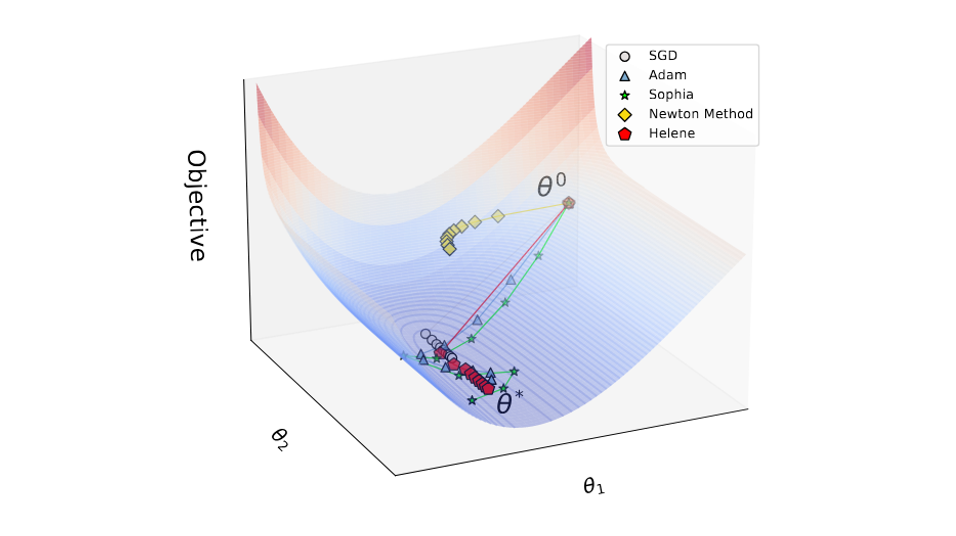 SGD
Adam
Sophia
Newton Method
Helene
θ⁰
Objective
θ*
θ₂
θ₁